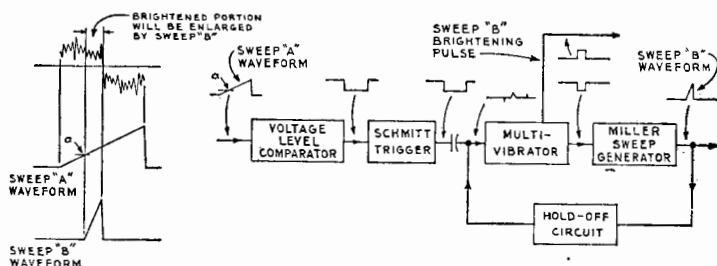 BRIGHTENED PORTION
WILL BE ENLARGED
BY SWEEP "B"
a
SWEEP "A"
WAVEFORM
SWEEP "B"
WAVEFORM
SWEEP "A"
WAVEFORM
a
VOLTAGE
LEVEL
COMPARATOR
SCHMITT
TRIGGER
SWEEP "B"
BRIGHTENING
PULSE
MULTI-
VIBRATOR
MILLER
SWEEP
GENERATOR
SWEEP "B"
WAVEFORM
HOLD-OFF
CIRCUIT